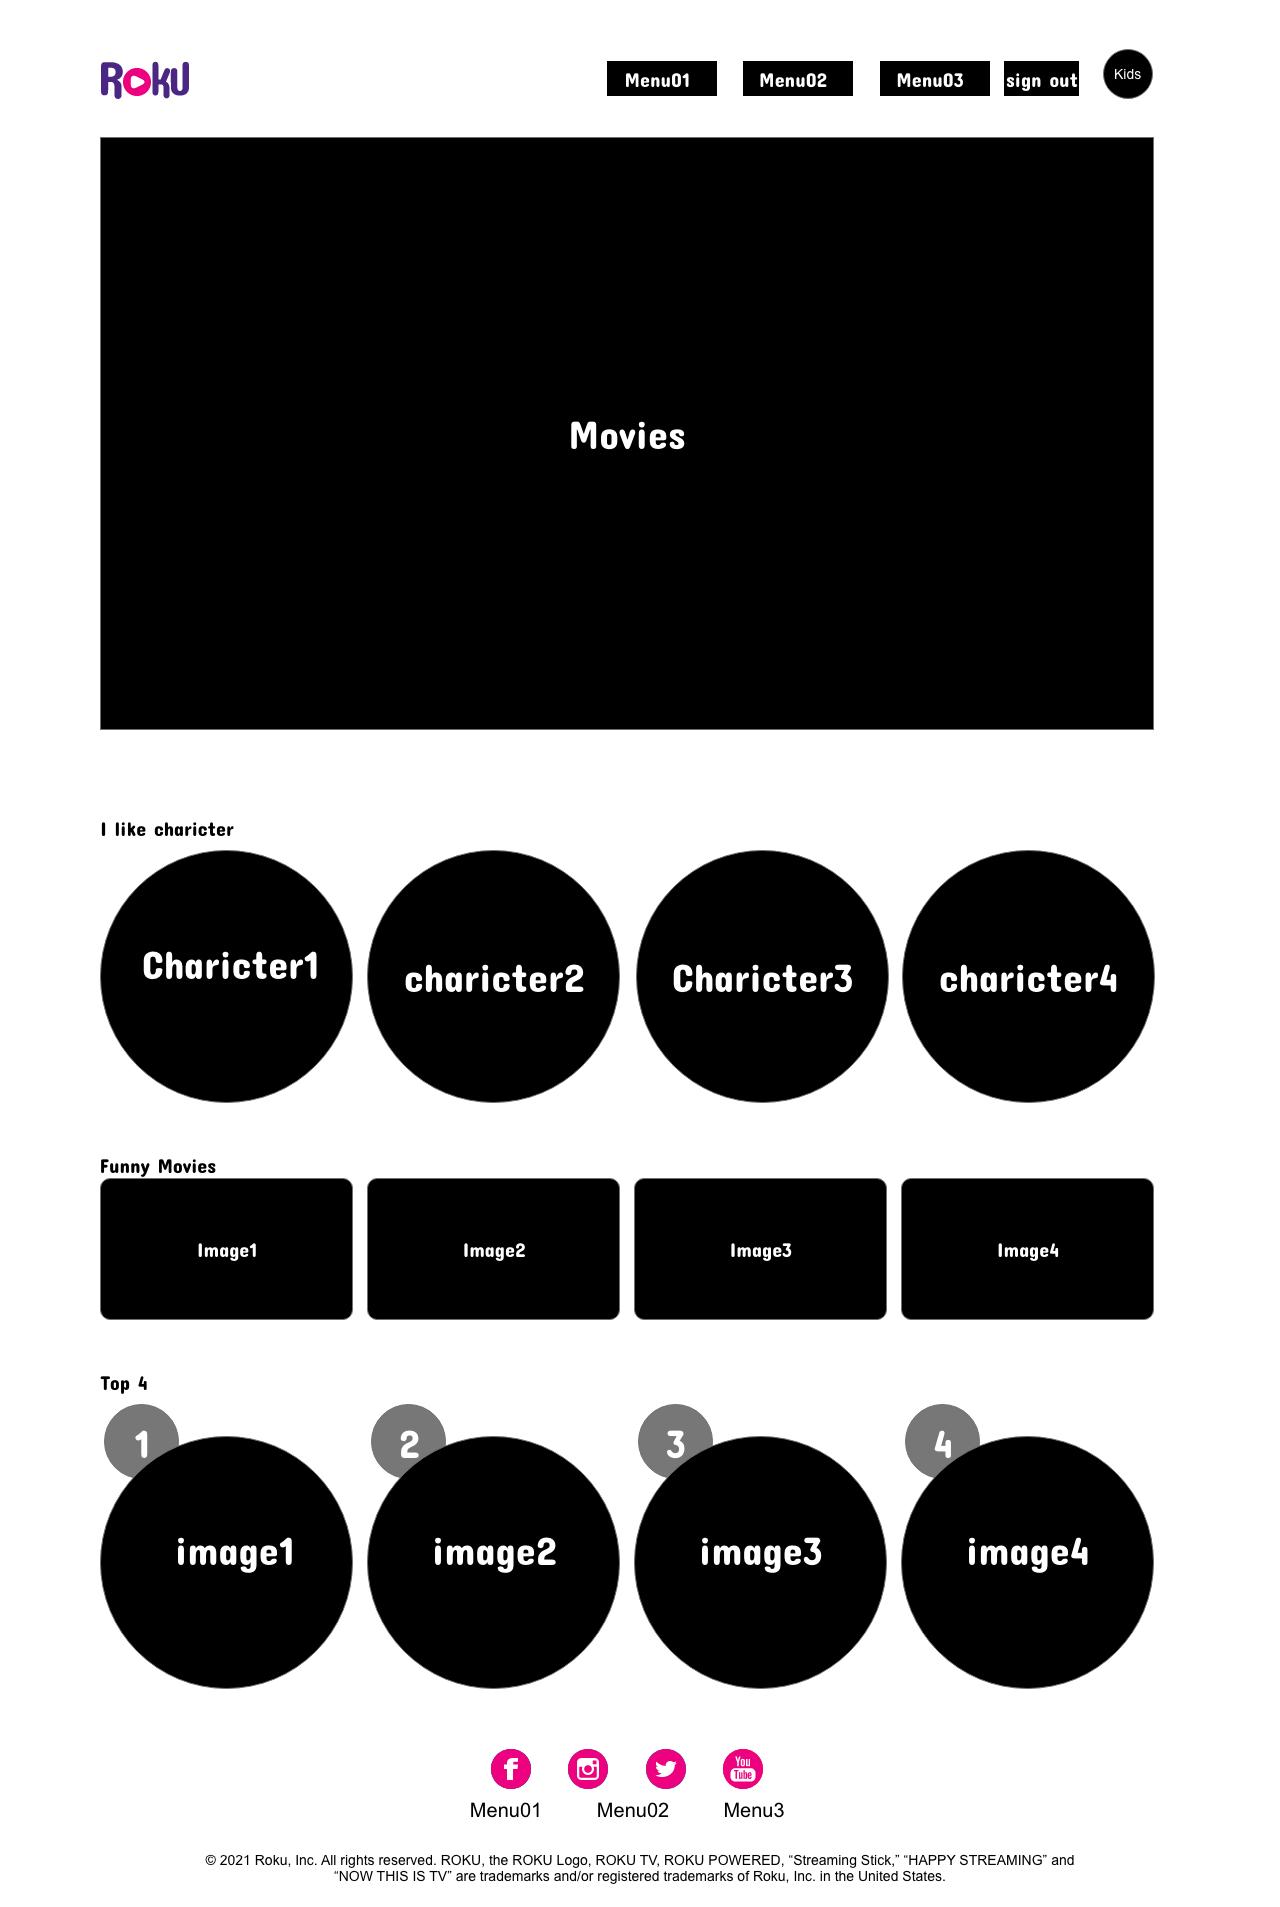 Roku
Menu01 Menu02 Menu03 sign out Kids
Movies
I like charicter
Charicter1 charicter2 Charicter3 charicter4
Funny Movies
Image1 Image2 Image3 Image4
Top 4
1 2 3 4
image1 image2 image3 image4
f You Tube
Menu01 Menu02 Menu3
© 2021 Roku, Inc. All rights reserved. ROKU, the ROKU Logo, ROKU TV, ROKU POWERED, “Streaming Stick,” “HAPPY STREAMING” and
“NOW THIS IS TV” are trademarks and/or registered trademarks of Roku, Inc. in the United States.